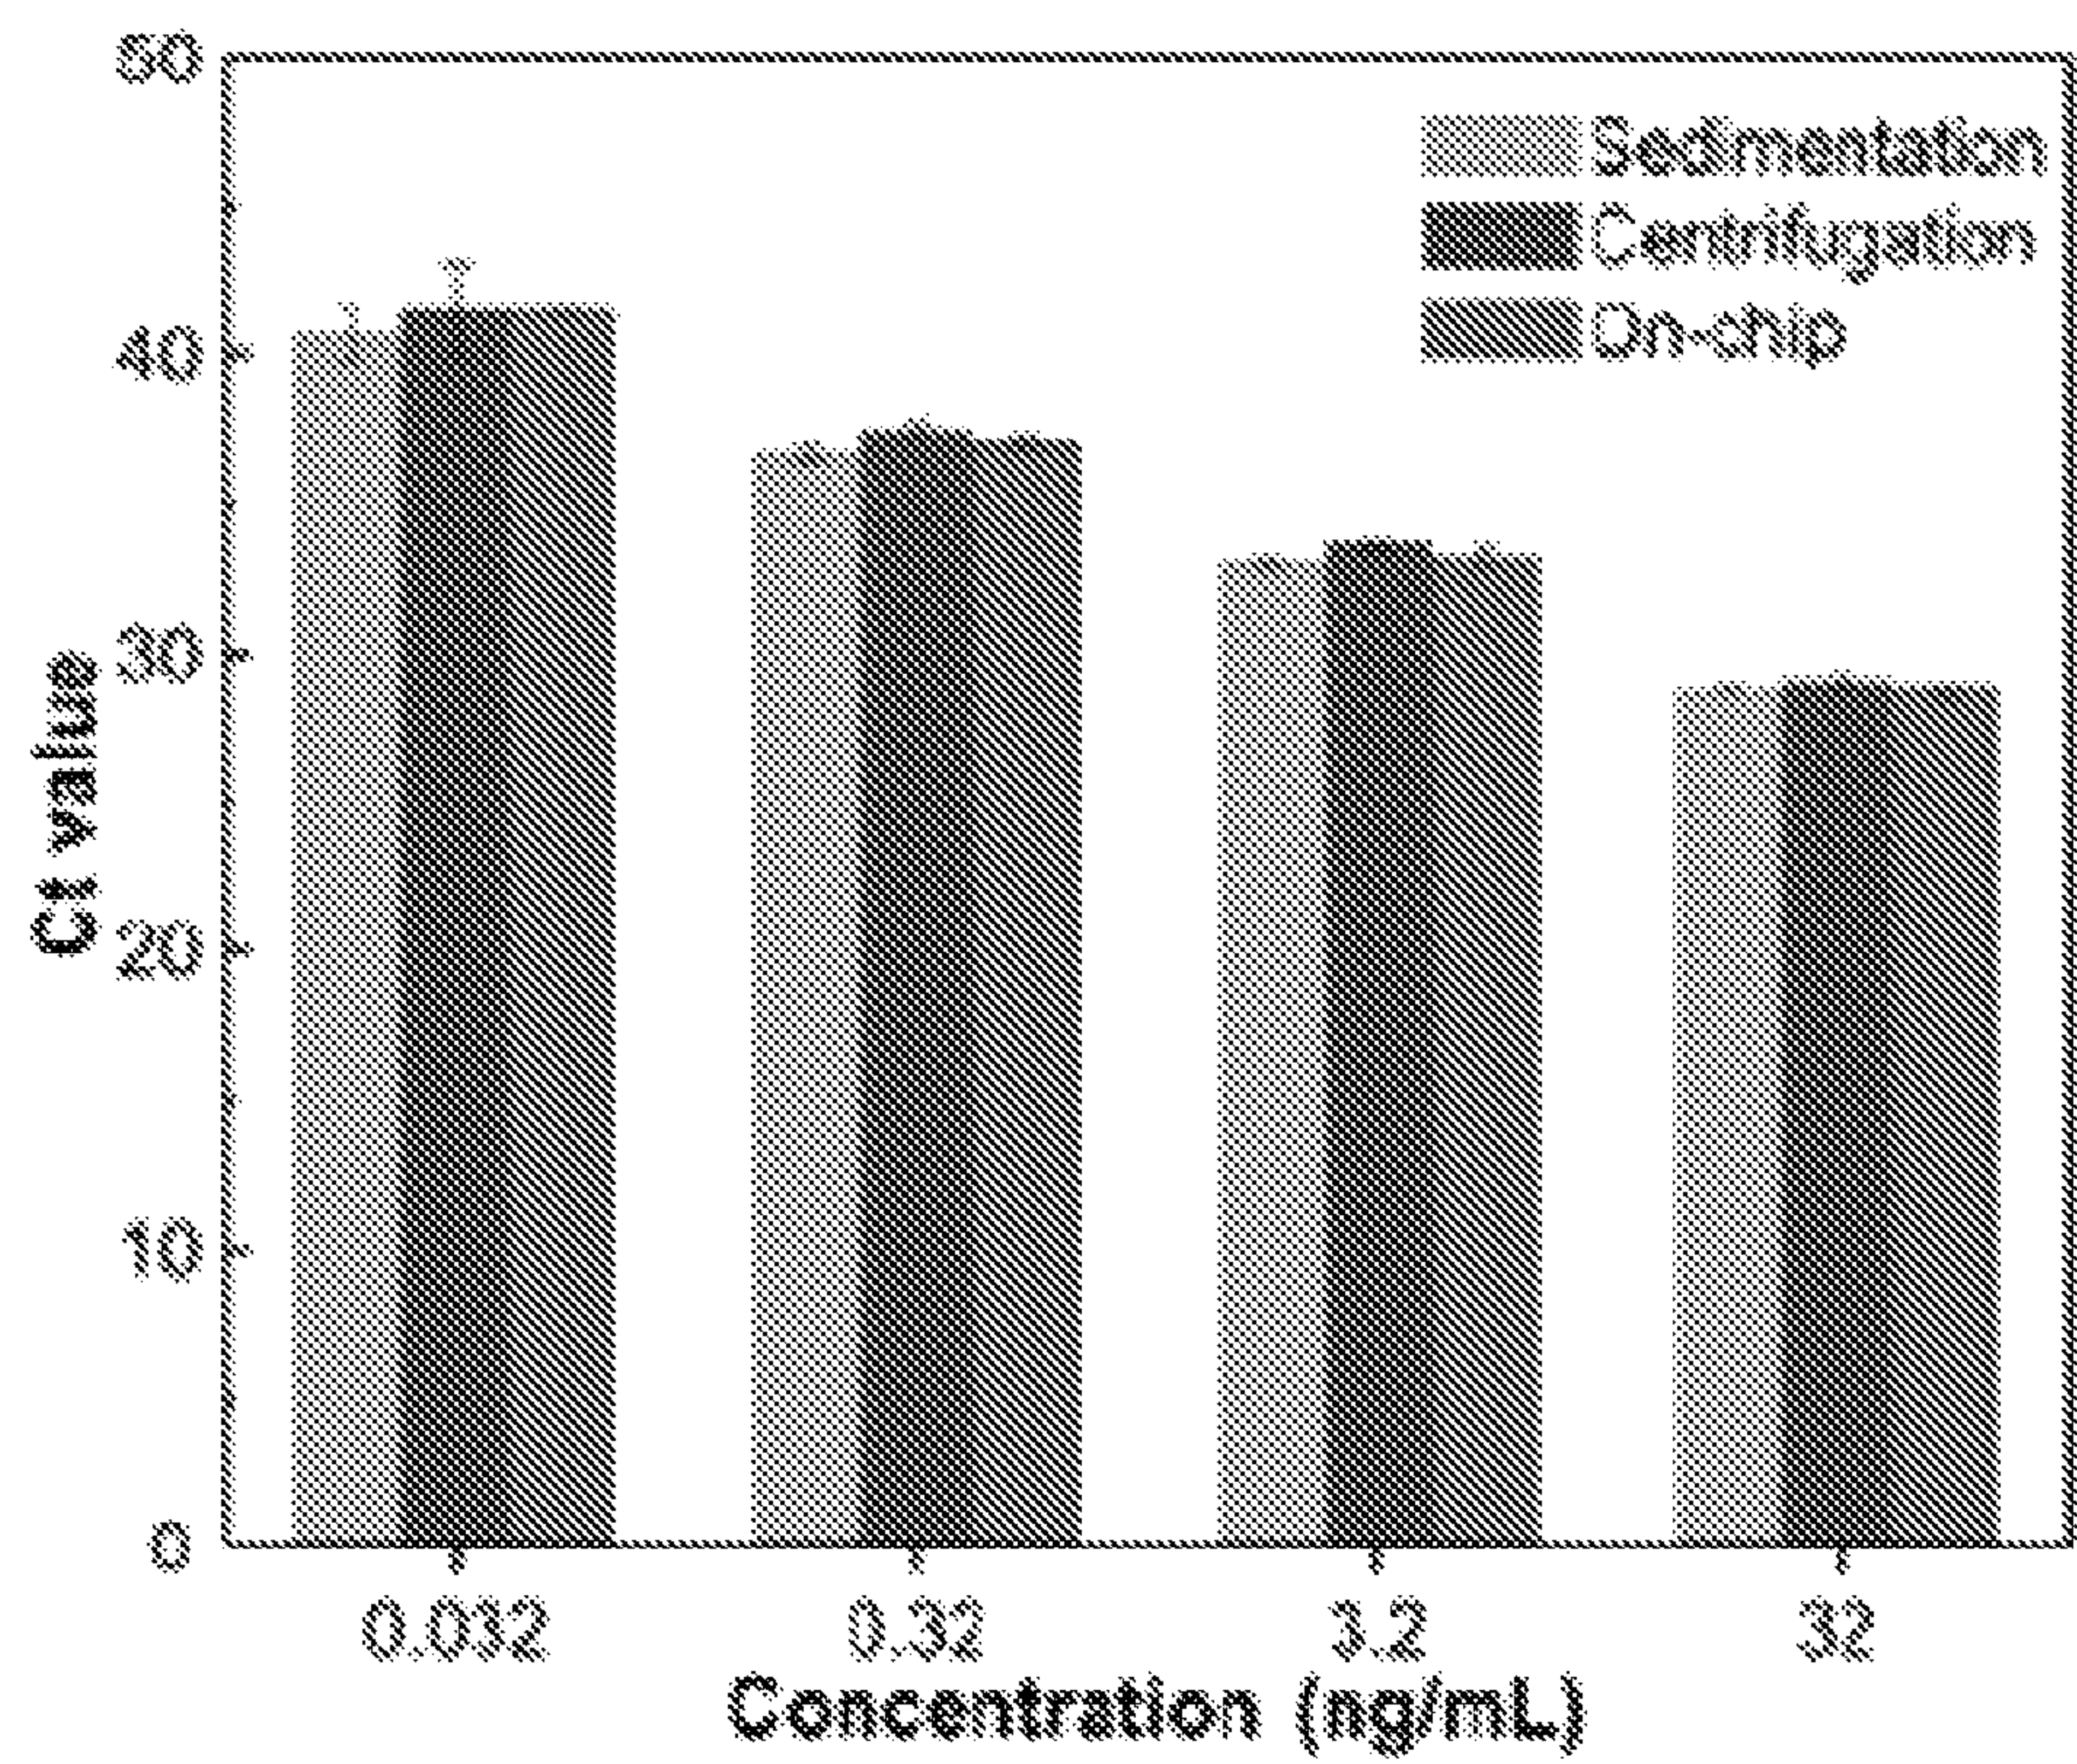 50
40
30
20
10
0
Ct value
Sedimentation
Centrifugation
On-chip
0.032
0.32
3.2
32
Concentration (ng/mL)